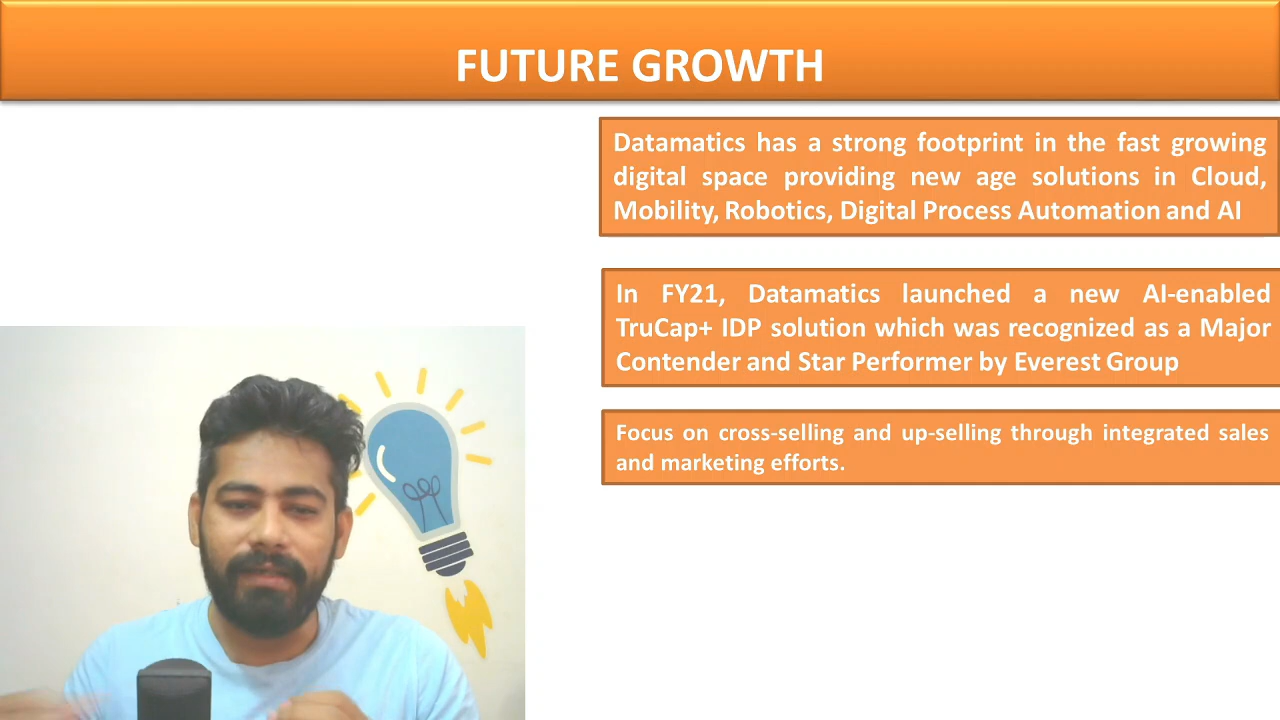 FUTURE GROWTH
Datamatics has a strong footprint in the fast growing
digital space providing new age solutions in Cloud,
Mobility, Robotics, Digital Process Automation and AI
In FY21, Datamatics launched a new AI-enabled
TruCap+ IDP solution which was recognized as a Major
Contender and Star Performer by Everest Group
Focus on cross-selling and up-selling through integrated sales
and marketing efforts.